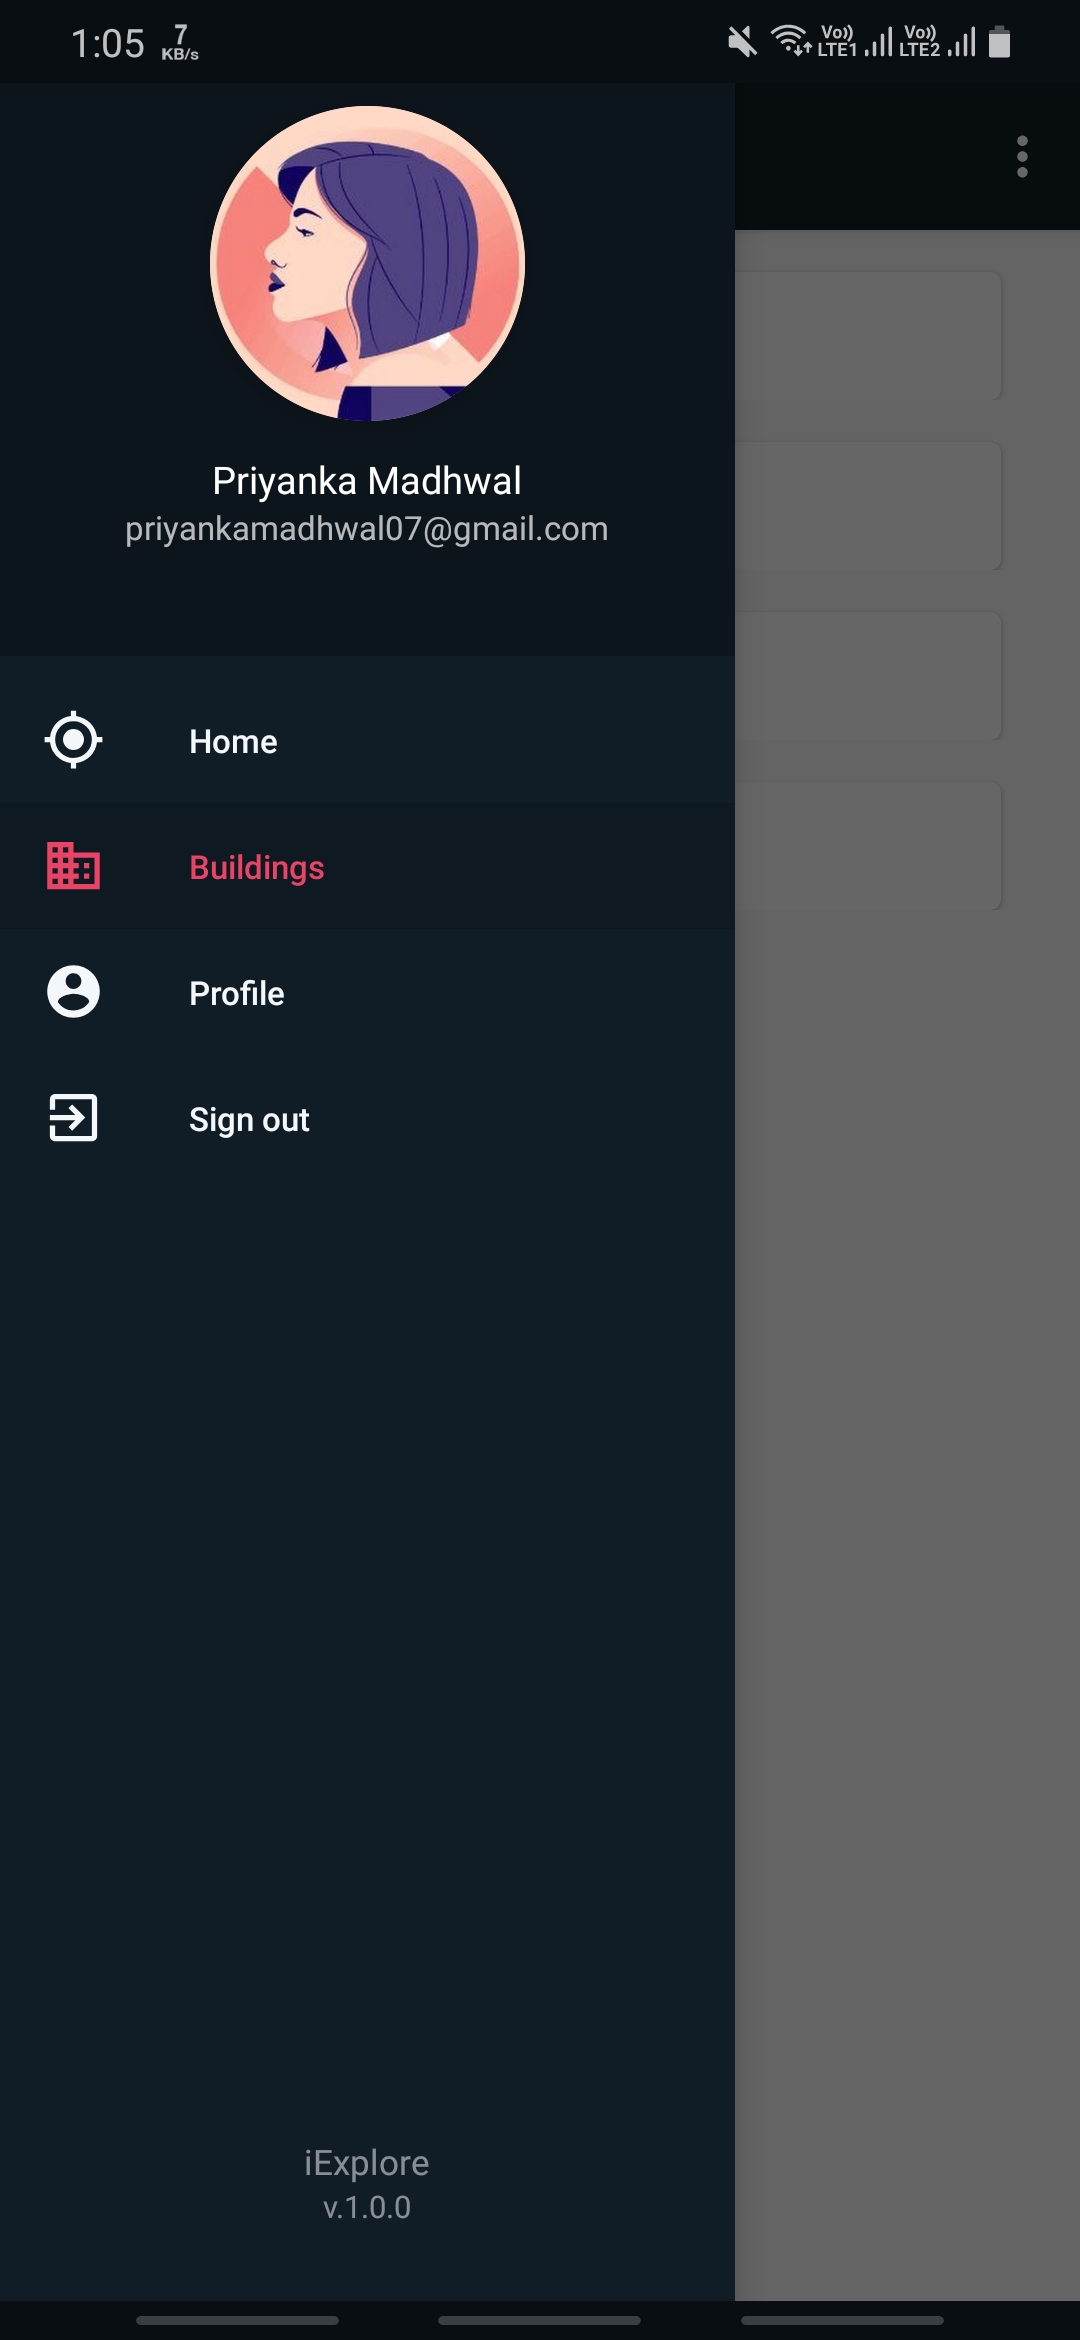 1:05 7 KB/s Vo)) LTE1 Vo)) LTE2
Priyanka Madhwal
priyankamadhwal07@gmail.com
Home
Buildings
Profile
Sign out
iExplore
v.1.0.0